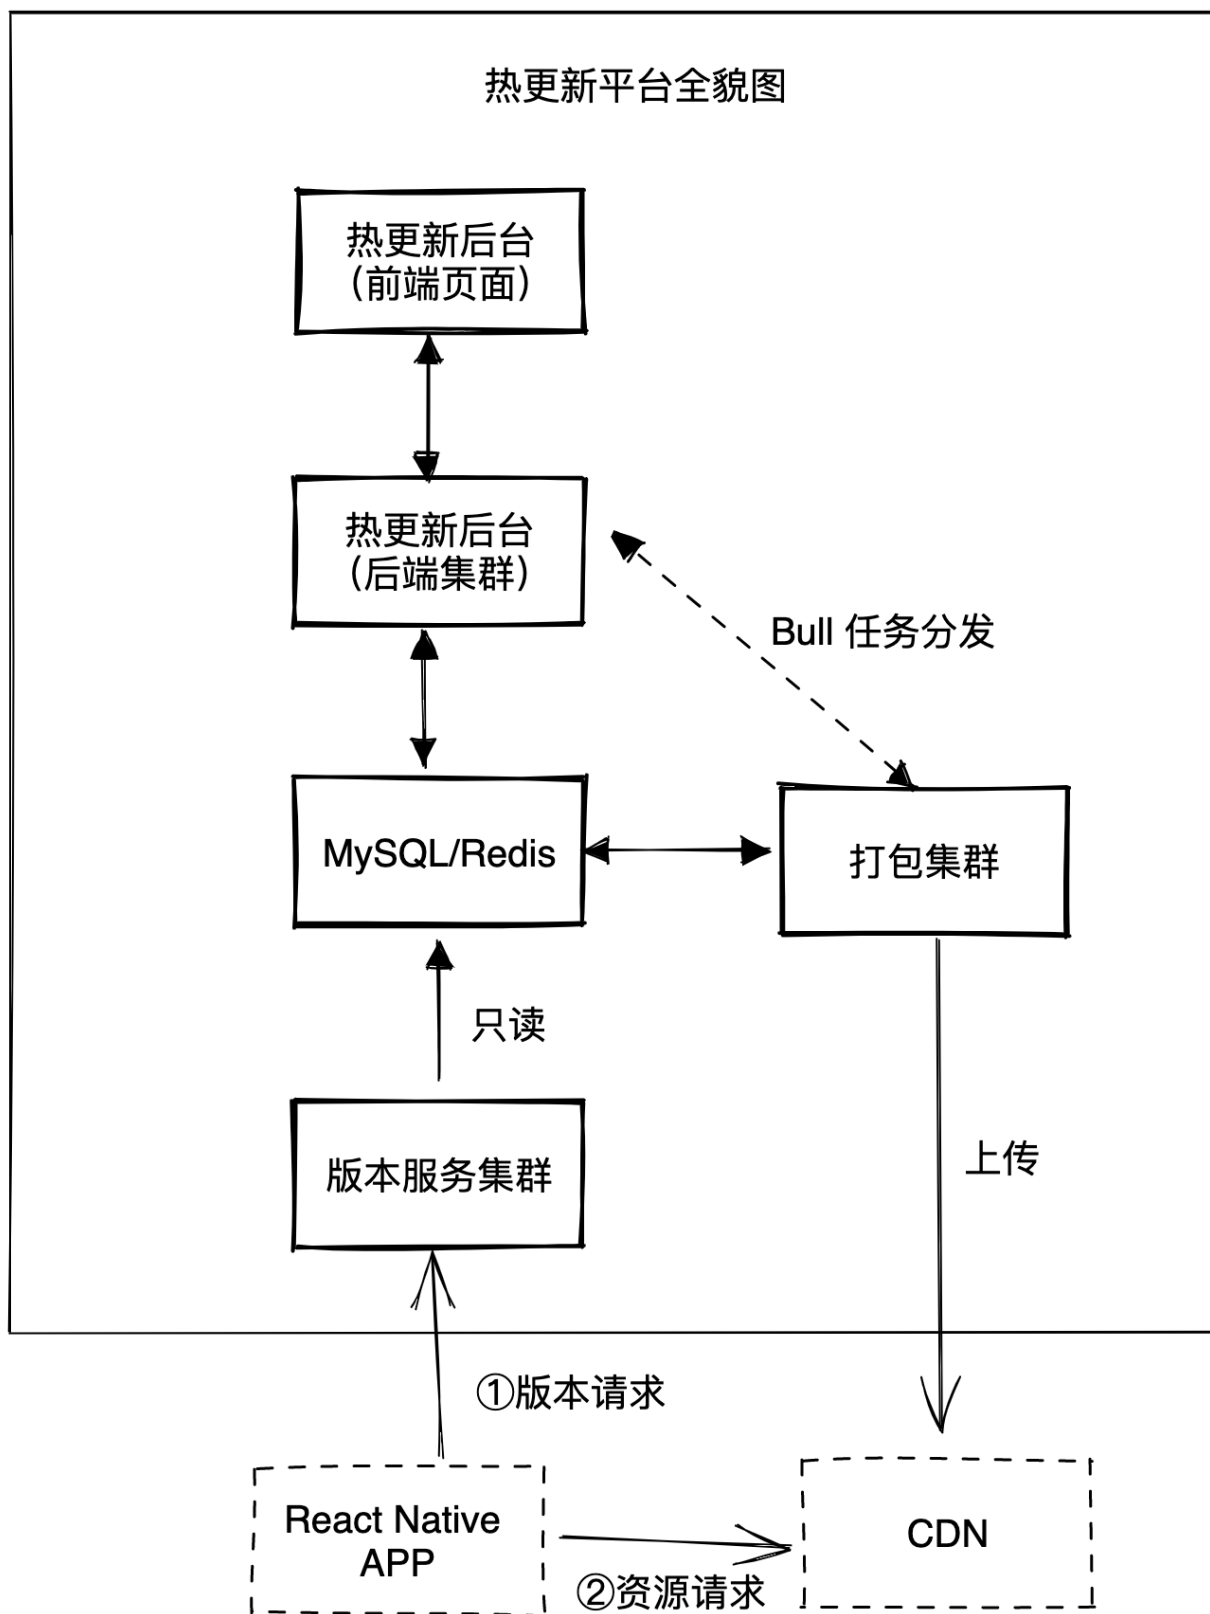 热更新平台全貌图
热更新后台
（前端页面）
热更新后台
（后端集群）
Bull 任务分发
MySQL/Redis
打包集群
只读
版本服务集群
上传
①版本请求
React Native
APP
CDN
②资源请求